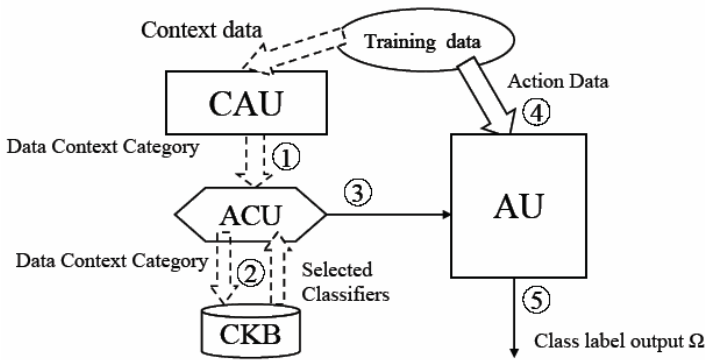 Context data
Training data
Action Data
CAU
④
Data Context Category
①
③
ACU
AU
Data Context Category
②
Selected
Classifiers
⑤
CKB
Class label output Ω